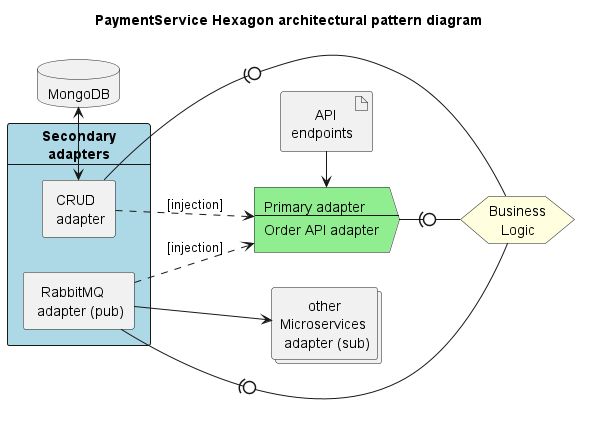 PaymentService Hexagon architectural pattern diagram
MongoDB
Secondary
adapters
CRUD
adapter
RabbitMQ
adapter (pub)
[injection]
[injection]
API
endpoints
Primary adapter
Order API adapter
other
Microservices
adapter (sub)
Business
Logic